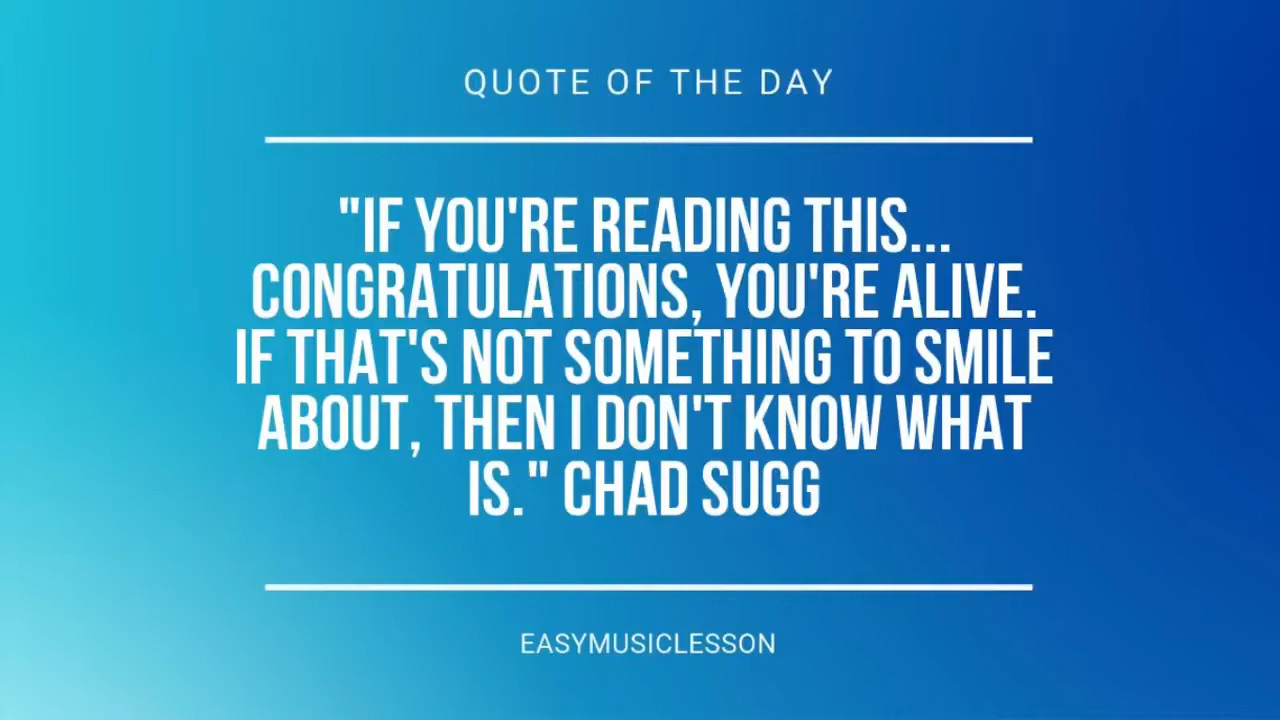 QUOTE OF THE DAY
"IF YOU'RE READING THIS...
CONGRATULATIONS, YOU'RE ALIVE.
IF THAT'S NOT SOMETHING TO SMILE
ABOUT, THEN I DON'T KNOW WHAT
IS." CHAD SUGG
EASYMUSICLESSON